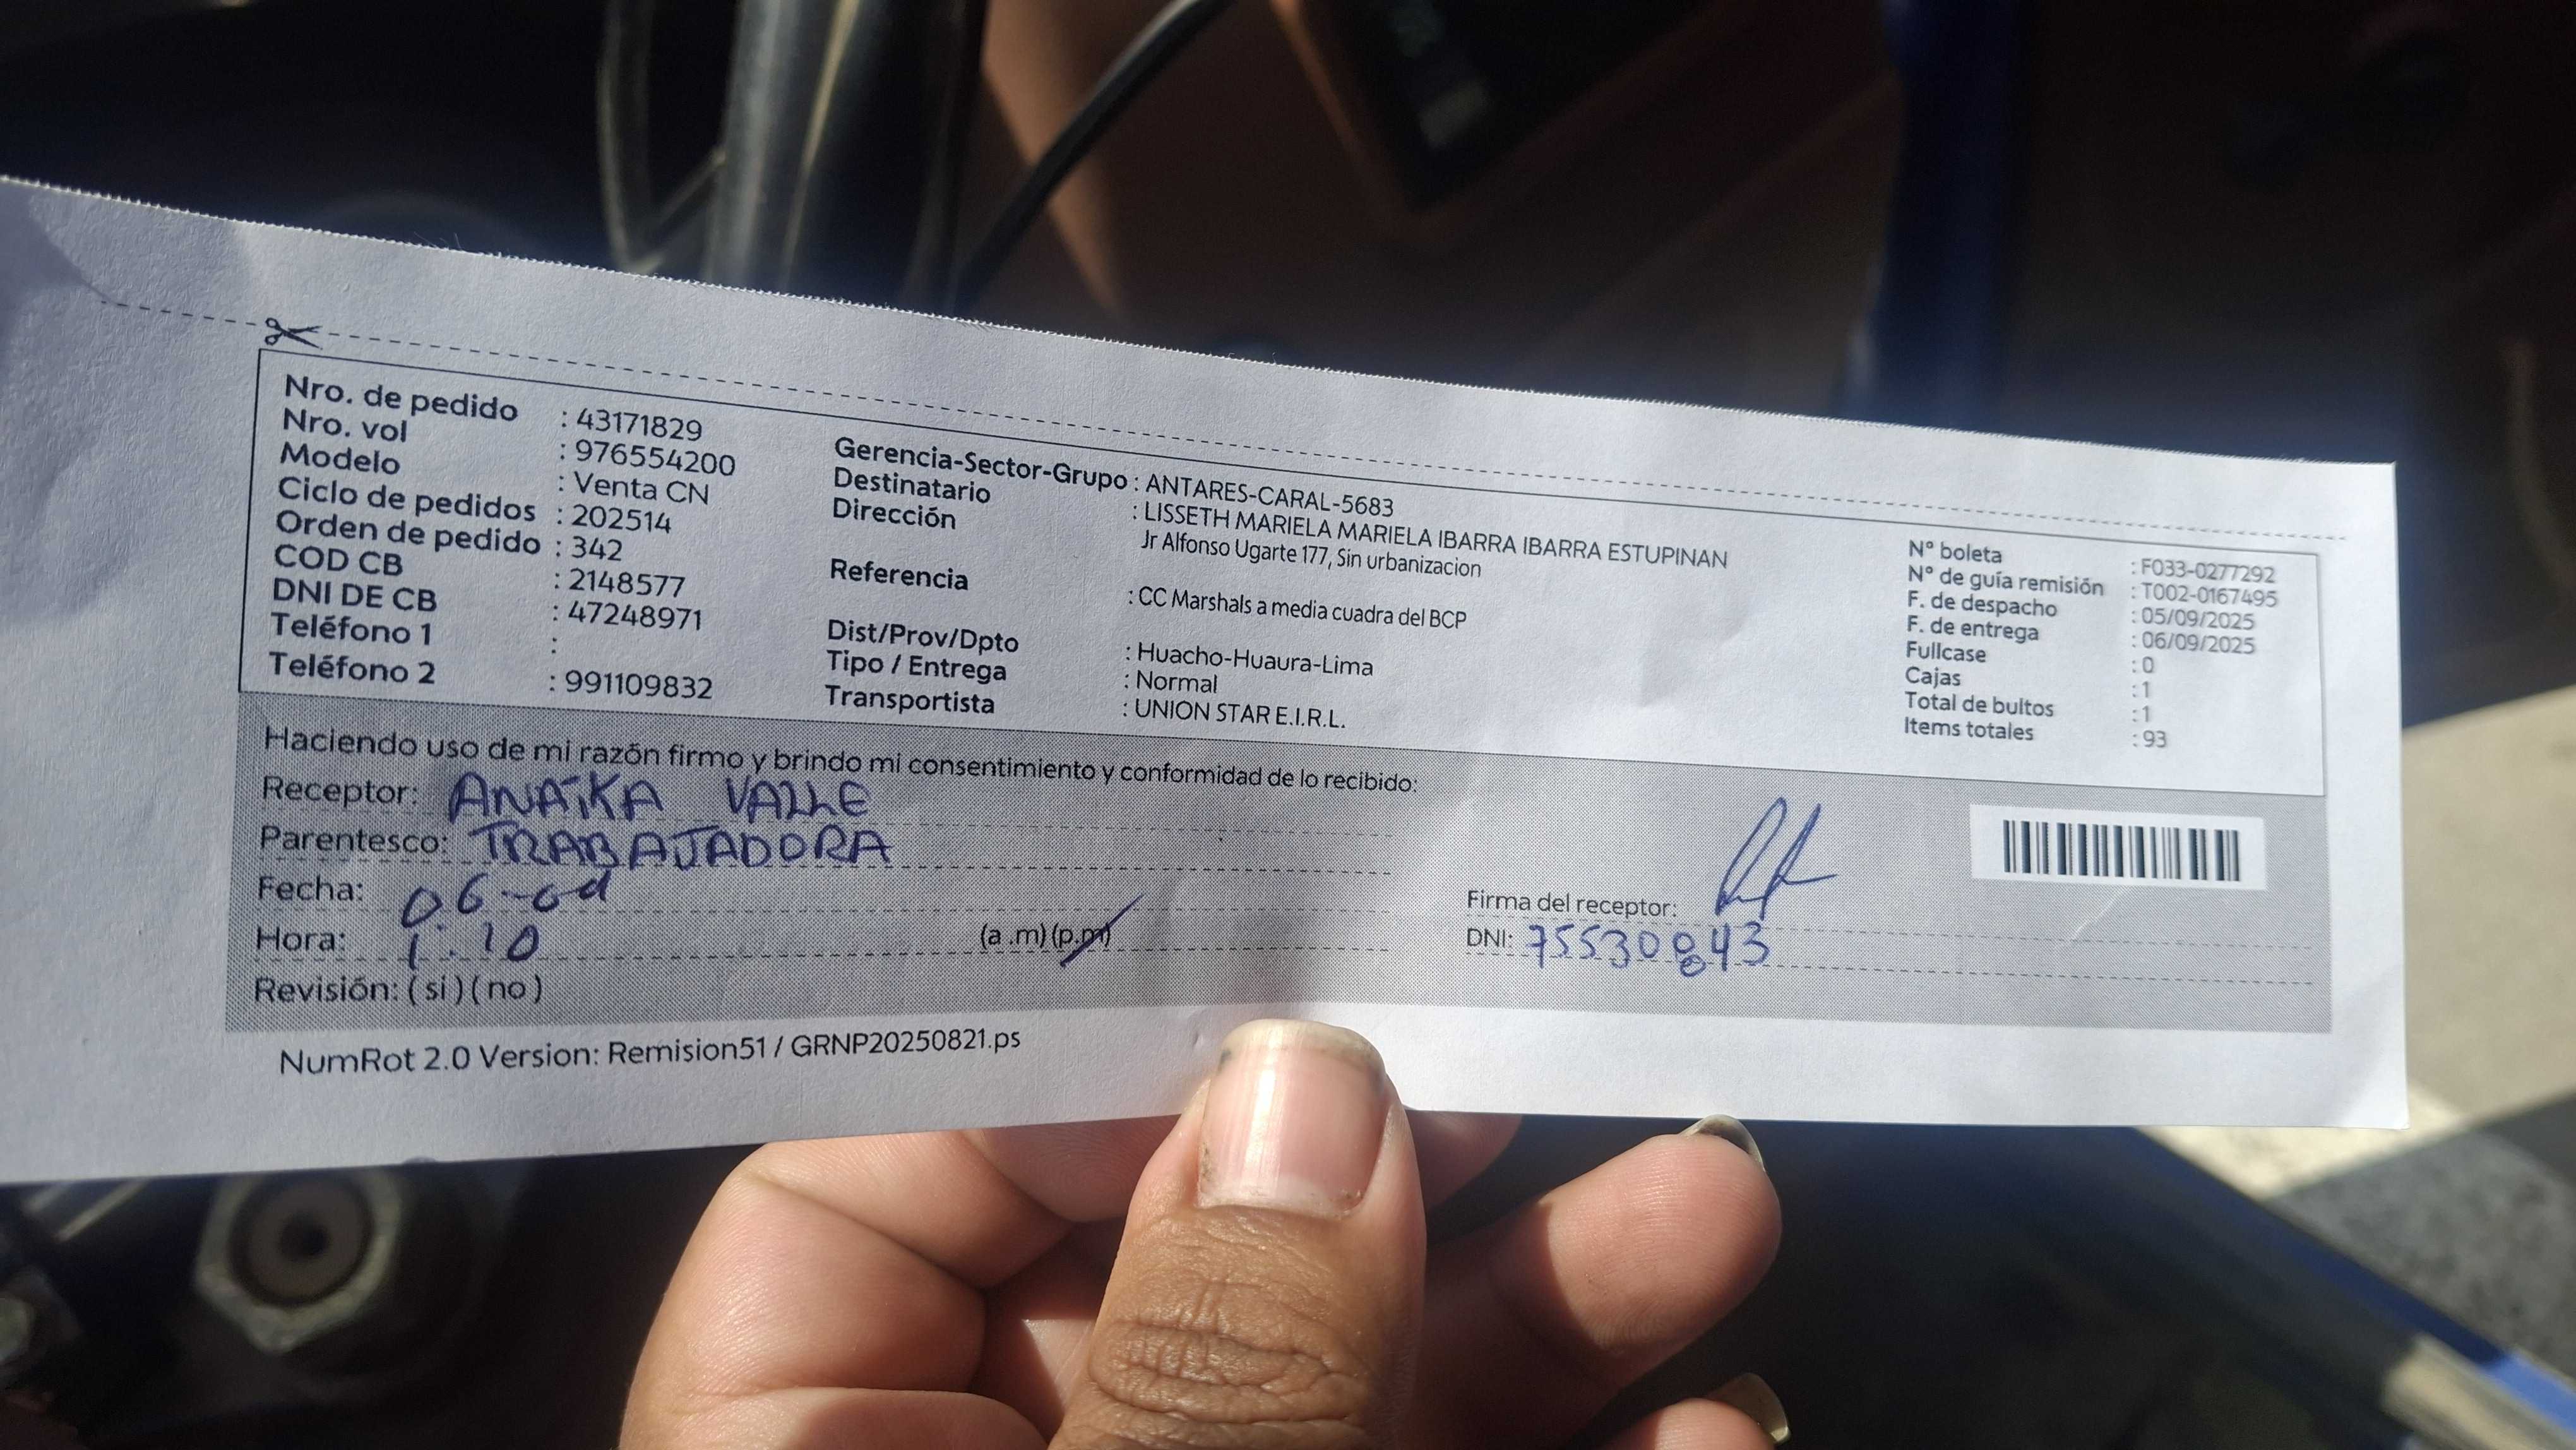 Nro. de pedido : 43171829
Nro. vol : 976554200
Modelo : Venta CN
Ciclo de pedidos : 202514
Orden de pedido : 342
COD CB : 2148577
DNI DE CB : 47248971
Teléfono 1 :
Teléfono 2 : 991109832
Gerencia-Sector-Grupo : ANTARES-CARAL-5683
Destinatario : LISSETH MARIELA MARIELA IBARRA IBARRA ESTUPINAN
Dirección Jr Alfonso Ugarte 177, Sin urbanizacion
Referencia : CC Marshals a media cuadra del BCP
Dist/Prov/Dpto : Huacho-Huaura-Lima
Tipo / Entrega : Normal
Transportista : UNION STAR E.I.R.L.
N° boleta : F033-0277292
N° de guía remisión : T002-0167495
F. de despacho : 05/09/2025
F. de entrega : 06/09/2025
Fullcase : 0
Cajas : 1
Total de bultos : 1
Items totales : 93
Haciendo uso de mi razón firmo y brindo mi consentimiento y conformidad de lo recibido:
Receptor: ANAIKA VALLE
Parentesco: TRABAJADORA
Fecha: 06-09
Hora: 1:10 (a.m) (p.m)
Revisión: (si) (no)
Firma del receptor:
DNI: 75530843
NumRot 2.0 Version: Remision51 / GRNP20250821.ps